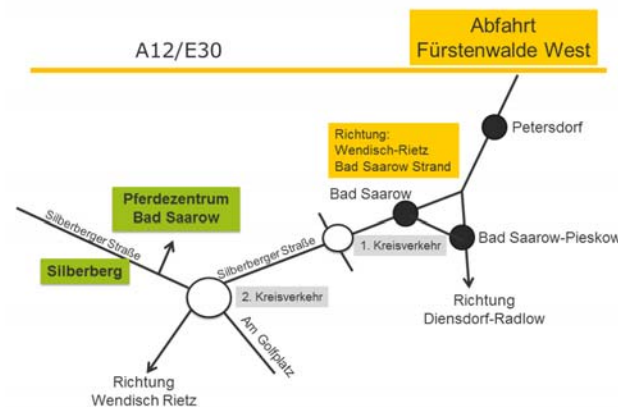 A12/E30
Abfahrt
Fürstenwalde West
Petersdorf
Richtung:
Wendisch-Rietz
Bad Saarow Strand
Bad Saarow
Pferdezentrum
Bad Saarow
Silberberger Straße
Silberberg
Silberberger Straße
1. Kreisverkehr
Bad Saarow-Pieskow
2. Kreisverkehr
Richtung
Diensdorf-Radlow
Am Golfplatz
Richtung
Wendisch Rietz